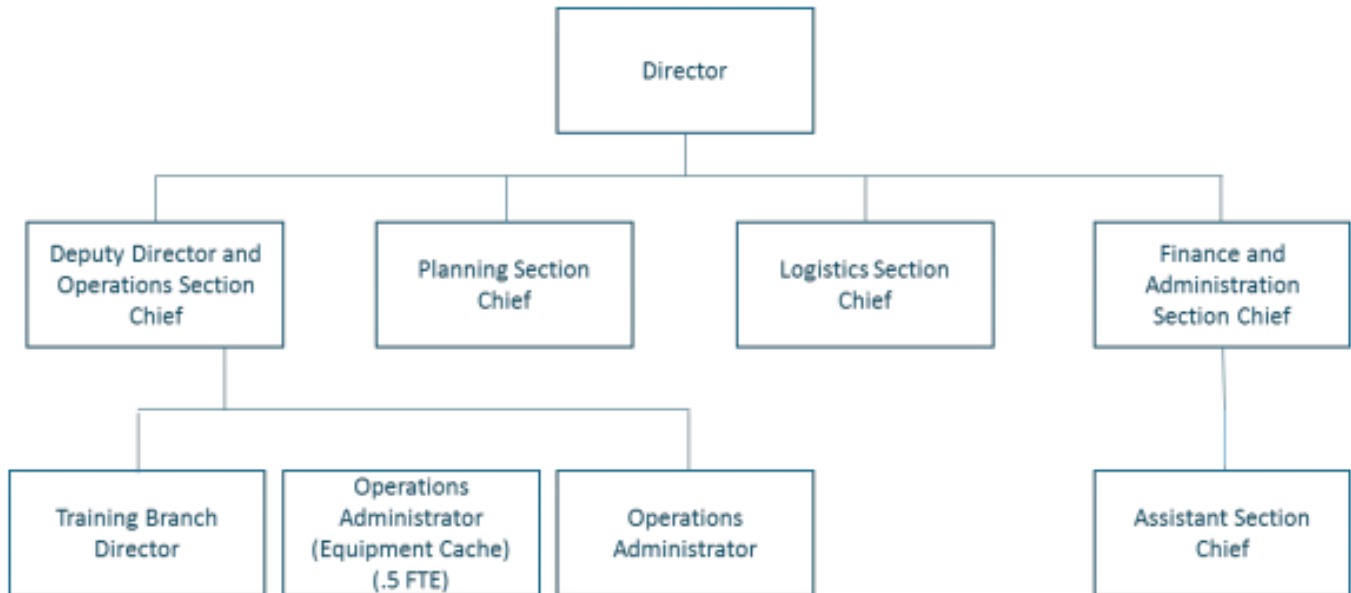 Director
Deputy Director and
Operations Section
Chief
Planning Section
Chief
Logistics Section
Chief
Finance and
Administration
Section Chief
Training Branch
Director
Operations
Administrator
(Equipment Cache)
(.5 FTE)
Operations
Administrator
Assistant Section
Chief